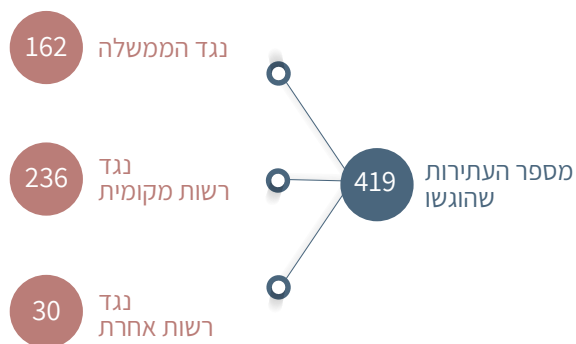 מספר העתירות
שהוגשו
419
נגד הממשלה
162
נגד
רשות מקומית
236
נגד
רשות אחרת
30